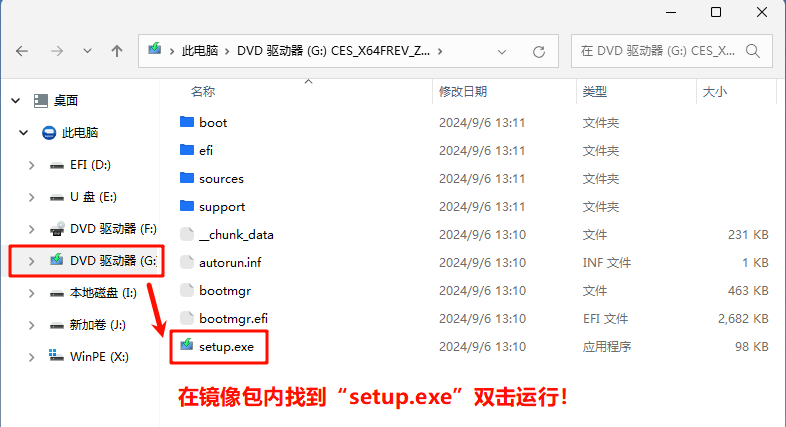 此电脑 > DVD 驱动器 (G:) CES_X64FREV_Z... >
在 DVD 驱动器 (G:) CES_X...
桌面
此电脑
EFI (D:)
U 盘 (E:)
DVD 驱动器 (F:)
DVD 驱动器 (G:
本地磁盘 (I:)
新加卷 (J:)
WinPE (X:)
名称 修改日期 类型 大小
boot 2024/9/6 13:11 文件夹
efi 2024/9/6 13:11 文件夹
sources 2024/9/6 13:11 文件夹
support 2024/9/6 13:11 文件夹
__chunk_data 2024/9/6 13:10 文件 231 KB
autorun.inf 2024/9/6 13:10 INF 文件 1 KB
bootmgr 2024/9/6 13:10 文件 463 KB
bootmgr.efi 2024/9/6 13:10 EFI 文件 2,682 KB
setup.exe 2024/9/6 13:10 应用程序 98 KB
在镜像包内找到“setup.exe”双击运行!